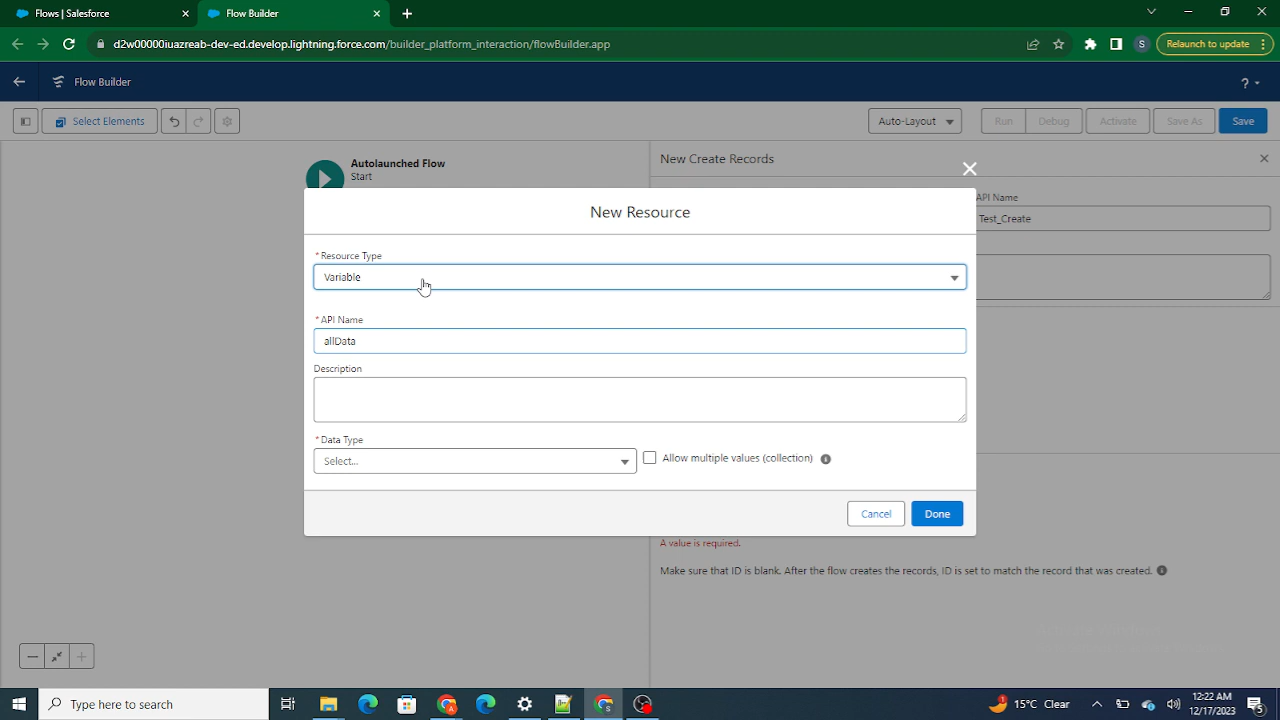 Flows | Salesforce
Flow Builder
d2w00000iuazreab-dev-ed.develop.lightning.force.com/builder_platform_interaction/flowBuilder.app
S
Relaunch to update
Flow Builder
?
Select Elements
Auto-Layout
Run
Debug
Activate
Save As
Save
Autolaunched Flow
Start
New Create Records
API Name
Test_Create
New Resource
* Resource Type
Variable
* API Name
allData
Description
* Data Type
Select...
Allow multiple values (collection)
Cancel
Done
A value is required.
Make sure that ID is blank. After the flow creates the records, ID is set to match the record that was created.
Type here to search
15°C Clear
12:22 AM
12/17/2023